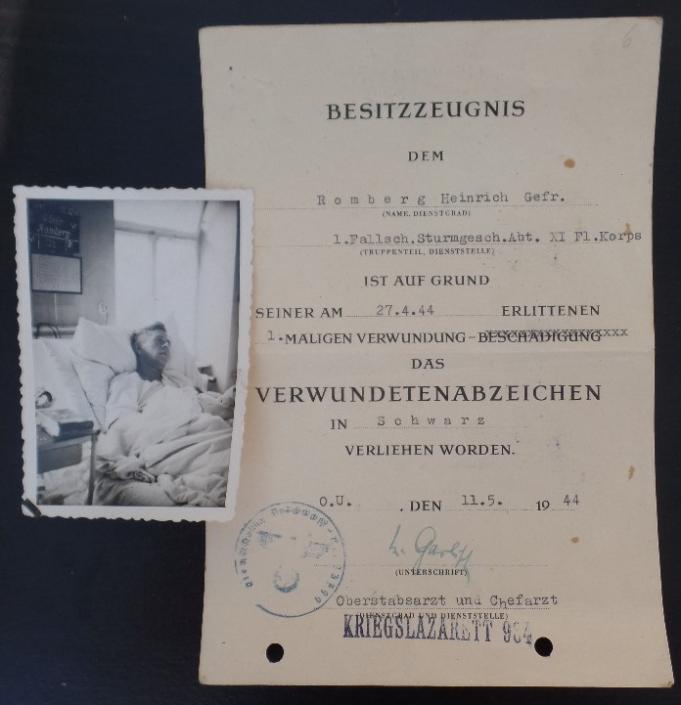 BESITZZEUGNIS
DEM
Romberg Heinrich Gefr.
(NAME, DIENSTGRAD)
1.Fallsch.Sturmgesch.Abt. XI Fl.Korps
(TRUPPENTEIL, DIENSTSTELLE)
IST AUF GRUND
SEINER AM 27.4.44 ERLITTENEN
1.MALIGEN VERWUNDUNG-BESCHÄDIGUNG
DAS
VERWUNDETENABZEICHEN
IN Schwarz
VERLIEHEN WORDEN.
O.U. , DEN 11.5. 19 44
(UNTERSCHRIFT)
Oberstabsarzt und Chefarzt
(DIENSTGRAD UND DIENSTSTELLE)
KRIEGSLAZARETT 904
Romberg